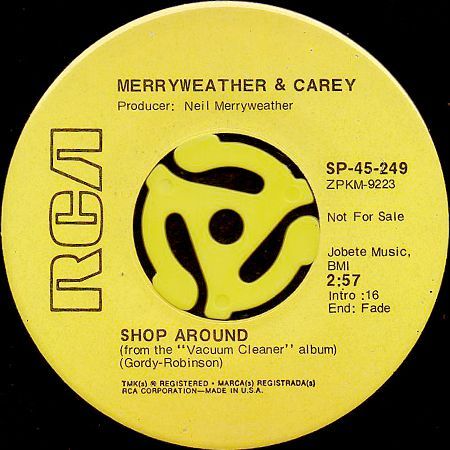 MERRYWEATHER & CAREY
Producer: Neil Merryweather
RCA
SP-45-249
ZPKM-9223
Not For Sale
Jobete Music,
BMI
2:57
Intro :16
End: Fade
SHOP AROUND
(from the "Vacuum Cleaner" album)
(Gordy-Robinson)
TMK(s) ® REGISTERED • MARCA(s) REGISTRADA(s)
RCA CORPORATION—MADE IN U.S.A.